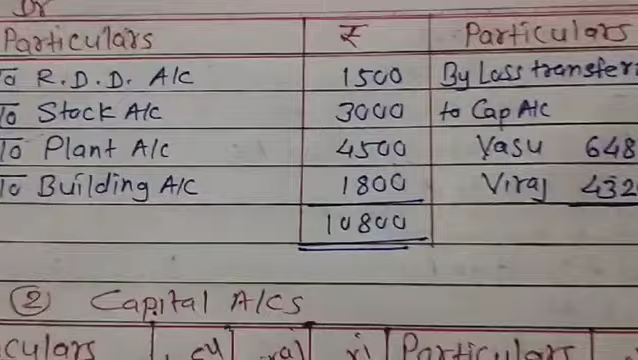 Dr
Particulars ₹ Particulars
To R.D.D. A/c 1500 By Loss transfer
To Stock A/c 3000 to Cap A/c
To Plant A/c 4500 Vasu 648
To Building A/c 1800 Viraj 432
10800
② Capital A/cs
culars Particulars